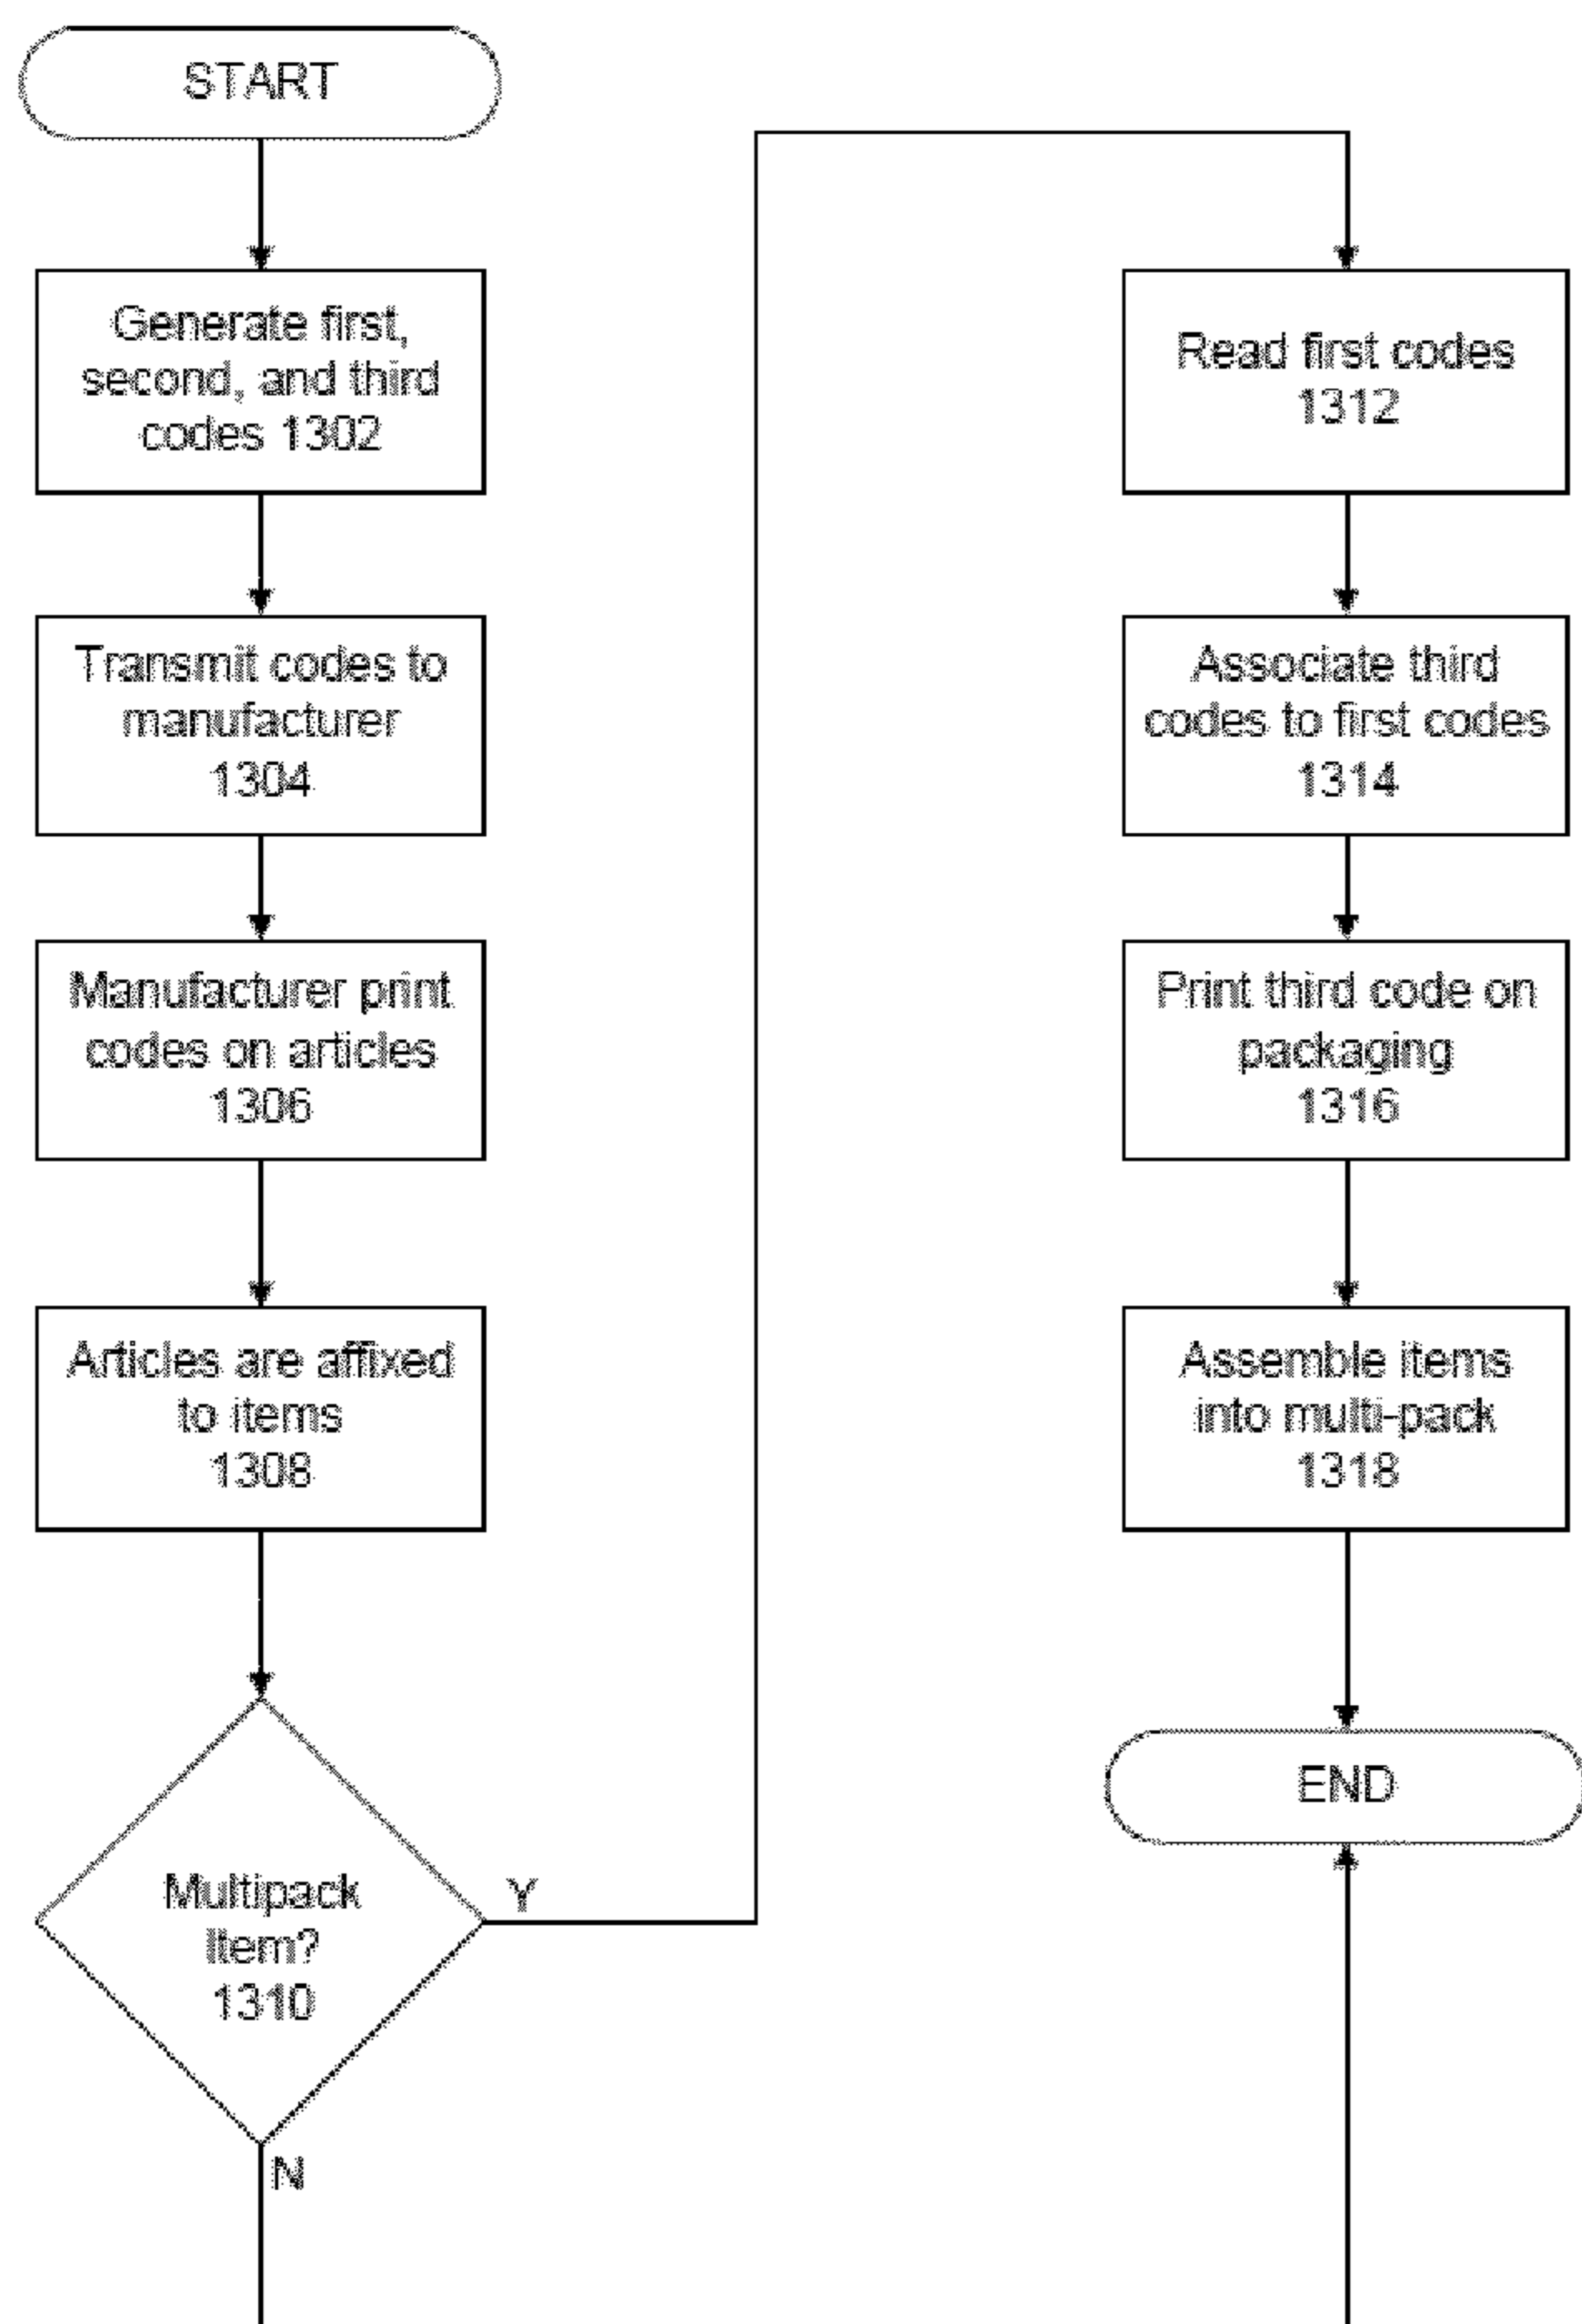 START
Generate first,
second, and third
codes 1302
Transmit codes to
manufacturer
1304
Manufacturer print
codes on articles
1306
Articles are affixed
to items
1308
Multipack
Item?
1310
Y
N
Read first codes
1312
Associate third
codes to first codes
1314
Print third code on
packaging
1316
Assemble items
into multi-pack
1318
END